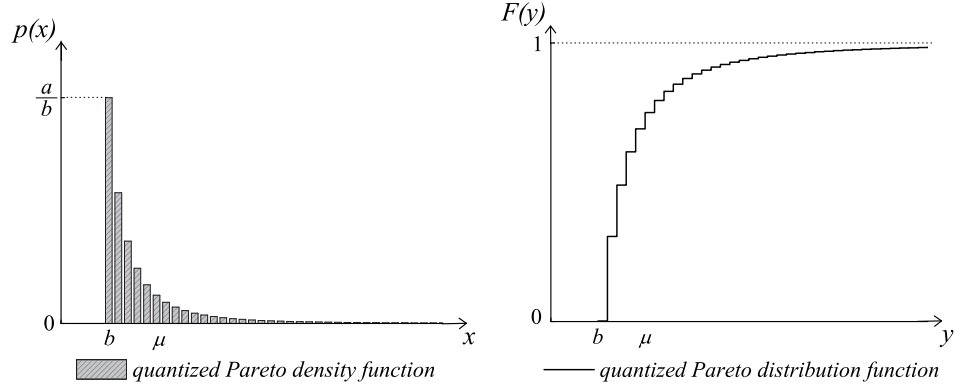 p(x)
a
b
0
b
μ
x
quantized Pareto density function
F(y)
1
0
b
μ
y
quantized Pareto distribution function